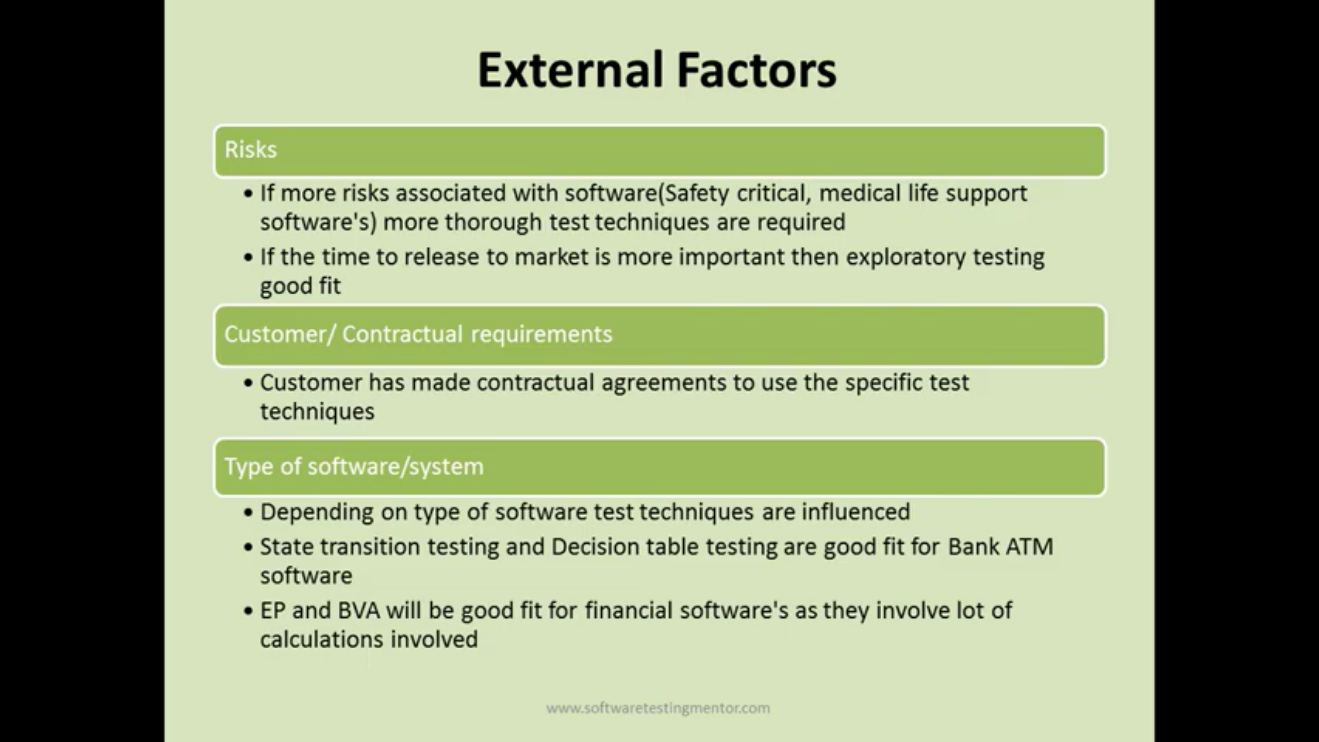 External Factors
Risks
• If more risks associated with software(Safety critical, medical life support
software's) more thorough test techniques are required
• If the time to release to market is more important then exploratory testing
good fit
Customer/ Contractual requirements
• Customer has made contractual agreements to use the specific test
techniques
Type of software/system
• Depending on type of software test techniques are influenced
• State transition testing and Decision table testing are good fit for Bank ATM
software
• EP and BVA will be good fit for financial software's as they involve lot of
calculations involved
www.softwaretestingmentor.com